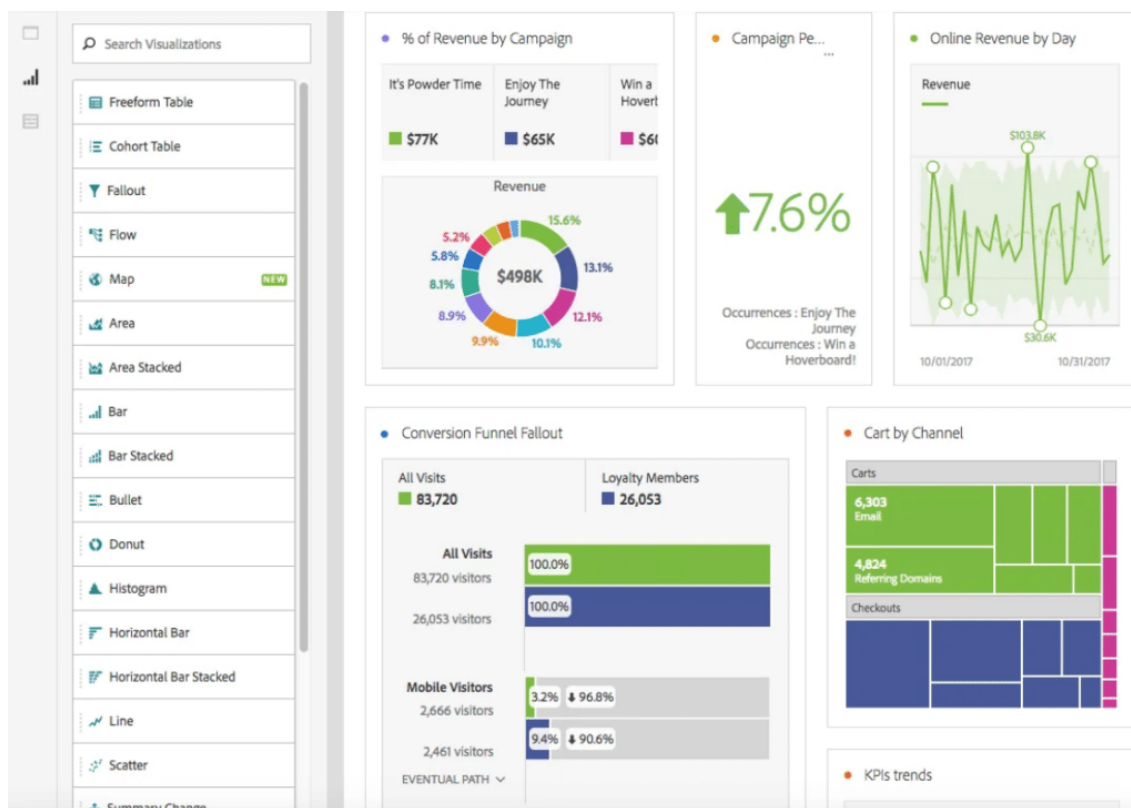 Search Visualizations
Freeform Table
Cohort Table
Fallout
Flow
Map
NEW
Area
Area Stacked
Bar
Bar Stacked
Bullet
Donut
Histogram
Horizontal Bar
Horizontal Bar Stacked
Line
Scatter
Summary Change
% of Revenue by Campaign
It's Powder Time
$77K
Enjoy The
Journey
$65K
Win a
Hoverb
$60
Revenue
15.6%
13.1%
12.1%
10.1%
9.9%
8.9%
8.1%
5.8%
5.2%
$498K
Campaign Pe...
...
7.6%
Occurrences : Enjoy The
Journey
Occurrences : Win a
Hoverboard!
Online Revenue by Day
Revenue
$103.8K
$30.6K
10/01/2017
10/31/2017
Conversion Funnel Fallout
All Visits
83,720
Loyalty Members
26,053
All Visits
83,720 visitors
100.0%
26,053 visitors
100.0%
Mobile Visitors
2,666 visitors
3.2%
96.8%
2,461 visitors
9.4%
90.6%
EVENTUAL PATH
Cart by Channel
Carts
6,303
Email
4,824
Referring Domains
Checkouts
KPIs trends